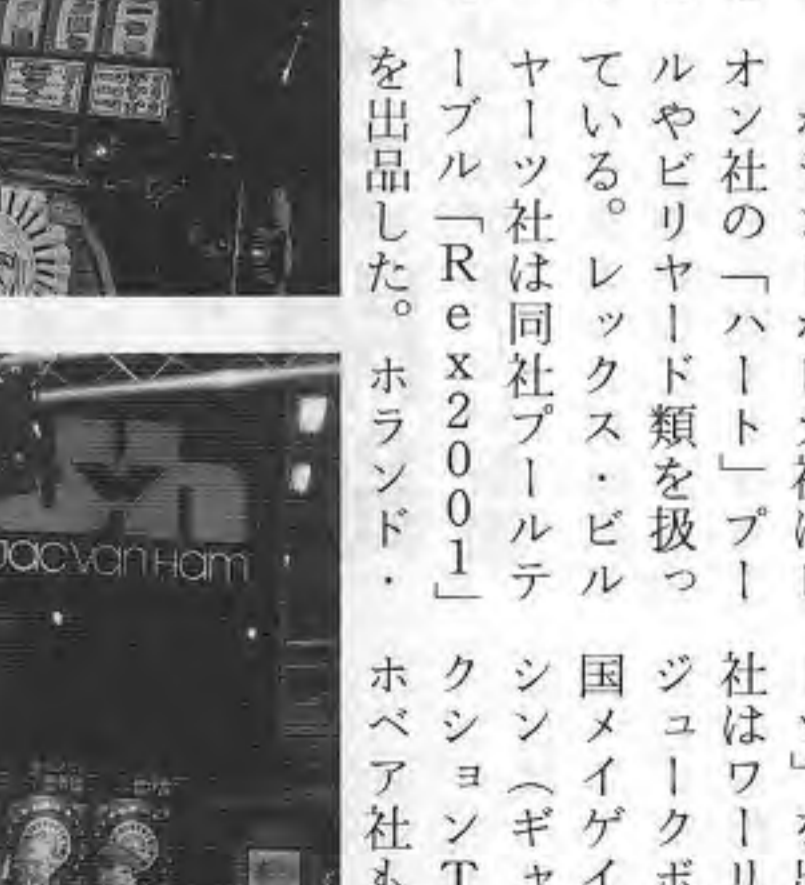 オン社の「ハート」プー
ルやビリヤード類を扱っ
ている。レックス・ビル
ヤーツ社は同社プールテ
ーブル「Rex2001」
を出品した。ホランド・
社はワーリ
ジュークボ
国メイゲイ
シン（ギャ
クションT
ホベア社も
Jac van Ham